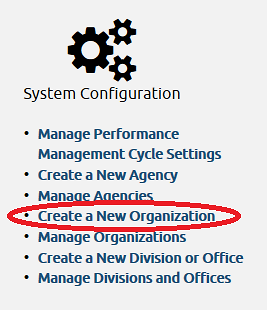 System Configuration
• Manage Performance
Management Cycle Settings
• Create a New Agency
• Manage Agencies
• Create a New Organization
• Manage Organizations
• Create a New Division or Office
• Manage Divisions and Offices